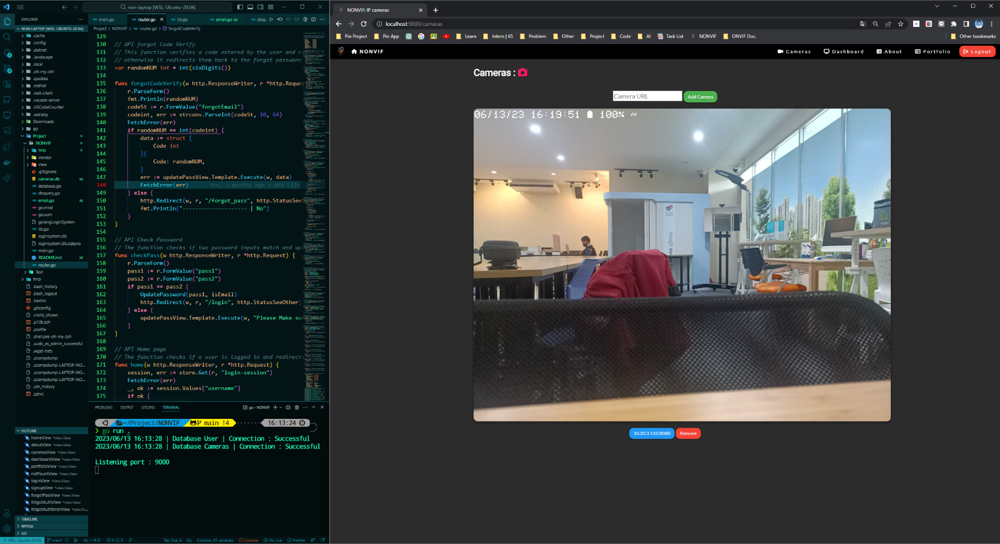 non-laptop [WSL: Ubuntu-20.04]
EXPLORER
main.go
router.go
lib.go
email.go M
dbqu
NON-LAPTOP [WSL: UBUNTU-20.04]
Project > NONVIF > router.go > forgotCodeVerify
.cache
.config
.dotnet
.landscape
.local
.oh-my-zsh
.quokka
.redhat
.rest-client
.vscode-server
.VSCodeCounter
.wallaby
Downloads
go
Project
NONVIF
tmp
vendor
view
.gitignore
cameras.db M
database.go
dbquery.go
email.go M
go.mod
go.sum
golangLoginSystem
lib.go
loginsystem.db
loginsystem.db.sqbpro
main.go
README.md M
router.go
Test
tmp
.bash_history
.bash_logout
.bashrc
.gitconfig
.motd_shown
.p10k.zsh
.profile
.shell.pre-oh-my-zsh
.sudo_as_admin_successful
.wget-hsts
.zcompdump
.zcompdump-LAPTOP-NO...
.zcompdump-LAPTOP-NO...
.zcompdump-LAPTOP-NO...
.zsh_history
.zshrc
OUTLINE
homeView *view.View
aboutView *view.View
camerasView *view.View
dashboardView *view.View
portfolioView *view.View
notFountView *view.View
loginView *view.View
signupView *view.View
forgotPassView *view.View
fotgotAuthView *view.View
fotgotAuthErrorView *view.Vi...
TIMELINE
MYSQL
GO
129
130 // API forgot Code Verify
131 // This function verifies a code entered by the user and redirect
132 // otherwise it redirects them back to the forgot password
133 var randomNUM int = int(sixDigits())
134
135 func forgotCodeVerify(w http.ResponseWriter, r *http.Reques
136 r.ParseForm()
137 fmt.Println(randomNUM)
138 codeSt := r.FormValue("forgotEmail")
139 codeint, err := strconv.ParseInt(codeSt, 10, 64)
140 FetchError(err)
141 if randomNUM == int(codeint) {
142 data := struct {
143 Code int
144 }{
145 Code: randomNUM,
146 }
147 err := updatePassView.Template.Execute(w, data)
148 FetchError(err) You, 5 months ago • Add File
149 } else {
150 http.Redirect(w, r, "/forgot_pass", http.StatusSeeO
151 fmt.Println("------------------- | No")
152 }
153 }
154
155 // API Check Password
156 // The function checks if two password inputs match and up
157 func checkPass(w http.ResponseWriter, r *http.Request) {
158 r.ParseForm()
159 pass1 := r.FormValue("pass1")
160 pass2 := r.FormValue("pass2")
161 if pass1 == pass2 {
162 UpdatePassword(pass1, isEmail)
163 http.Redirect(w, r, "/login", http.StatusSeeOther)
164 } else {
165 updatePassView.Template.Execute(w, "Please Make su
166 }
167 }
168
169 // API Home page
170 // The function checks if a user is logged in and redirects
171 func home(w http.ResponseWriter, r *http.Request) {
172 session, err := store.Get(r, "login-session")
173 FetchError(err)
174 _, ok := session.Values["username"]
175 if ok {
PROBLEMS OUTPUT GITLENS TERMINAL go - NONVIF
~/Project/NONVIF main !4 16:13:24
❯ go run .
2023/06/13 16:13:28 | Database User | Connection : Successful
2023/06/13 16:13:28 | Database Cameras | Connection : Successful
Listening port : 9000
WSL: Ubuntu-20.04 main* Go 1.19 0 0 Tab Size: 4 Go Colorize: 25 variables Colorize Go Live Prettier
NONVIF: IP cameras
localhost:9000/cameras
Pin Project Pin App Learn Intern | 65 Problem Other Project Code AI Task List NONVIF ONVIF Doc. Other bookmarks
NONVIF Cameras Dashboard About Portfolio Logout
Cameras :
Camera URL Add Camera
06/13/23 16:19:51 100% ~
10.20.3.110:8080 Remove